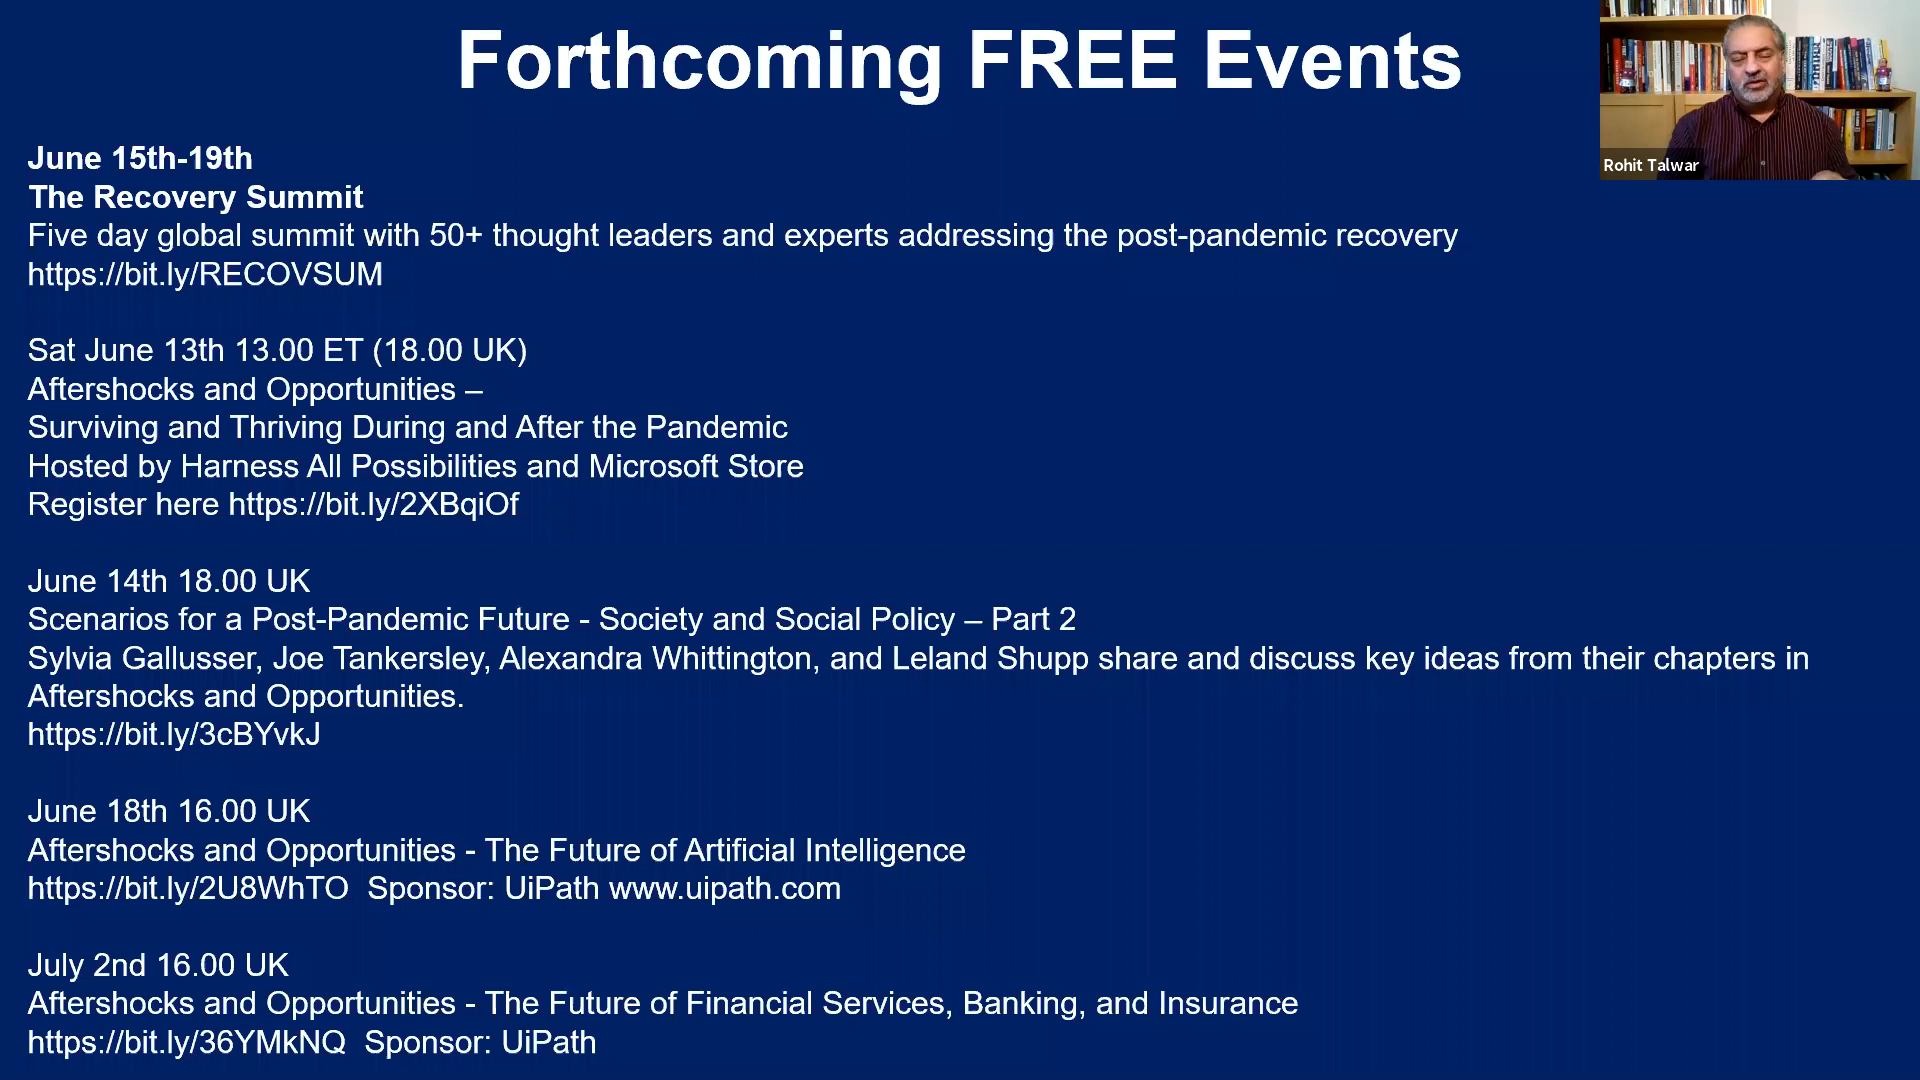 Forthcoming FREE Events
Rohit Talwar
June 15th-19th
The Recovery Summit
Five day global summit with 50+ thought leaders and experts addressing the post-pandemic recovery
https://bit.ly/RECOVSUM
Sat June 13th 13.00 ET (18.00 UK)
Aftershocks and Opportunities –
Surviving and Thriving During and After the Pandemic
Hosted by Harness All Possibilities and Microsoft Store
Register here https://bit.ly/2XBqiOf
June 14th 18.00 UK
Scenarios for a Post-Pandemic Future - Society and Social Policy – Part 2
Sylvia Gallusser, Joe Tankersley, Alexandra Whittington, and Leland Shupp share and discuss key ideas from their chapters in
Aftershocks and Opportunities.
https://bit.ly/3cBYvkJ
June 18th 16.00 UK
Aftershocks and Opportunities - The Future of Artificial Intelligence
https://bit.ly/2U8WhTO  Sponsor: UiPath www.uipath.com
July 2nd 16.00 UK
Aftershocks and Opportunities - The Future of Financial Services, Banking, and Insurance
https://bit.ly/36YMkNQ  Sponsor: UiPath